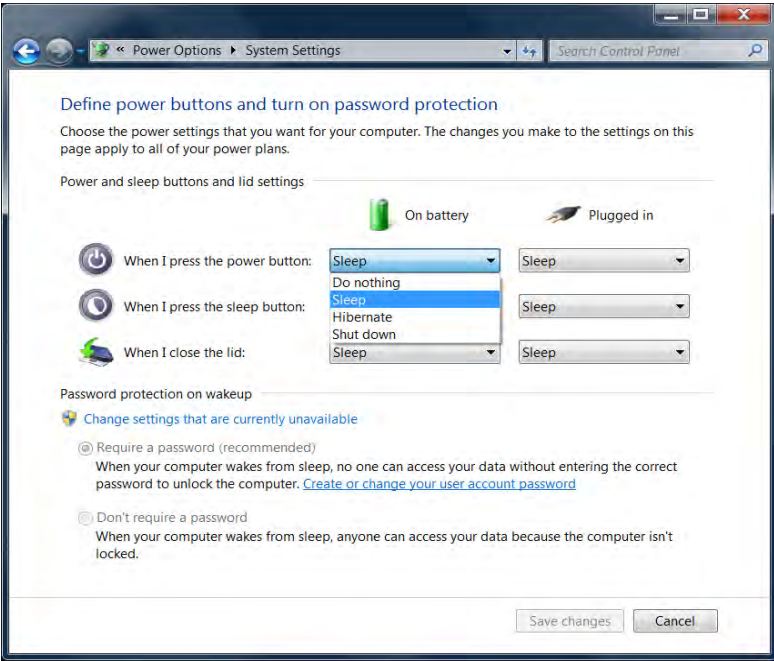 « Power Options ▸ System Settings
Search Control Panel
Define power buttons and turn on password protection
Choose the power settings that you want for your computer. The changes you make to the settings on this
page apply to all of your power plans.
Power and sleep buttons and lid settings
On battery Plugged in
When I press the power button: Sleep Sleep
Do nothing
When I press the sleep button: Sleep Sleep
Hibernate
Shut down
When I close the lid: Sleep Sleep
Password protection on wakeup
Change settings that are currently unavailable
Require a password (recommended)
When your computer wakes from sleep, no one can access your data without entering the correct
password to unlock the computer. Create or change your user account password
Don't require a password
When your computer wakes from sleep, anyone can access your data because the computer isn't
locked.
Save changes Cancel